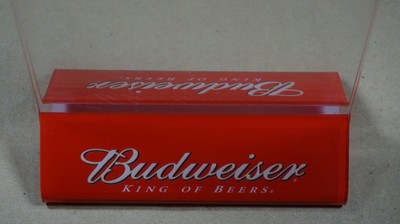 Budweiser
KING OF BEERS
Budweiser®
KING OF BEERS®